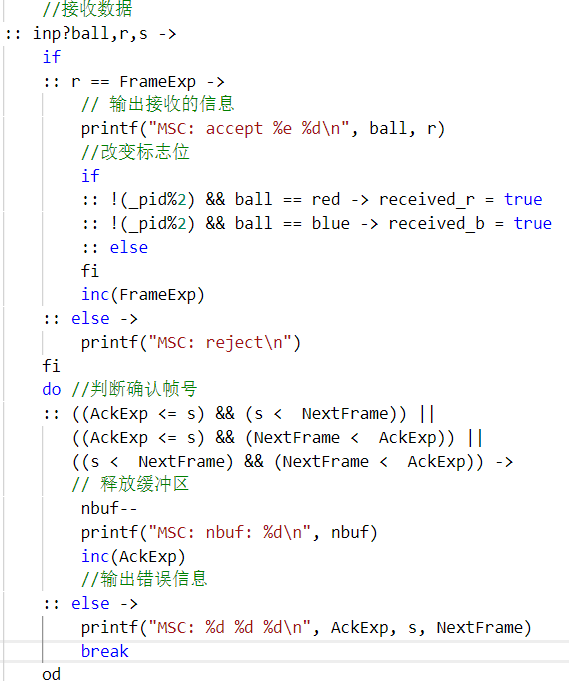 //接收数据
:: inp?ball,r,s ->
if
:: r == FrameExp ->
// 输出接收的信息
printf("MSC: accept %e %d\n", ball, r)
//改变标志位
if
:: !(_pid%2) && ball == red -> received_r = true
:: !(_pid%2) && ball == blue -> received_b = true
:: else
fi
inc(FrameExp)
:: else ->
printf("MSC: reject\n")
fi
do //判断确认帧号
:: ((AckExp <= s) && (s <  NextFrame)) ||
((AckExp <= s) && (NextFrame <  AckExp)) ||
((s <  NextFrame) && (NextFrame <  AckExp)) ->
// 释放缓冲区
nbuf--
printf("MSC: nbuf: %d\n", nbuf)
inc(AckExp)
//输出错误信息
:: else ->
printf("MSC: %d %d %d\n", AckExp, s, NextFrame)
break
od